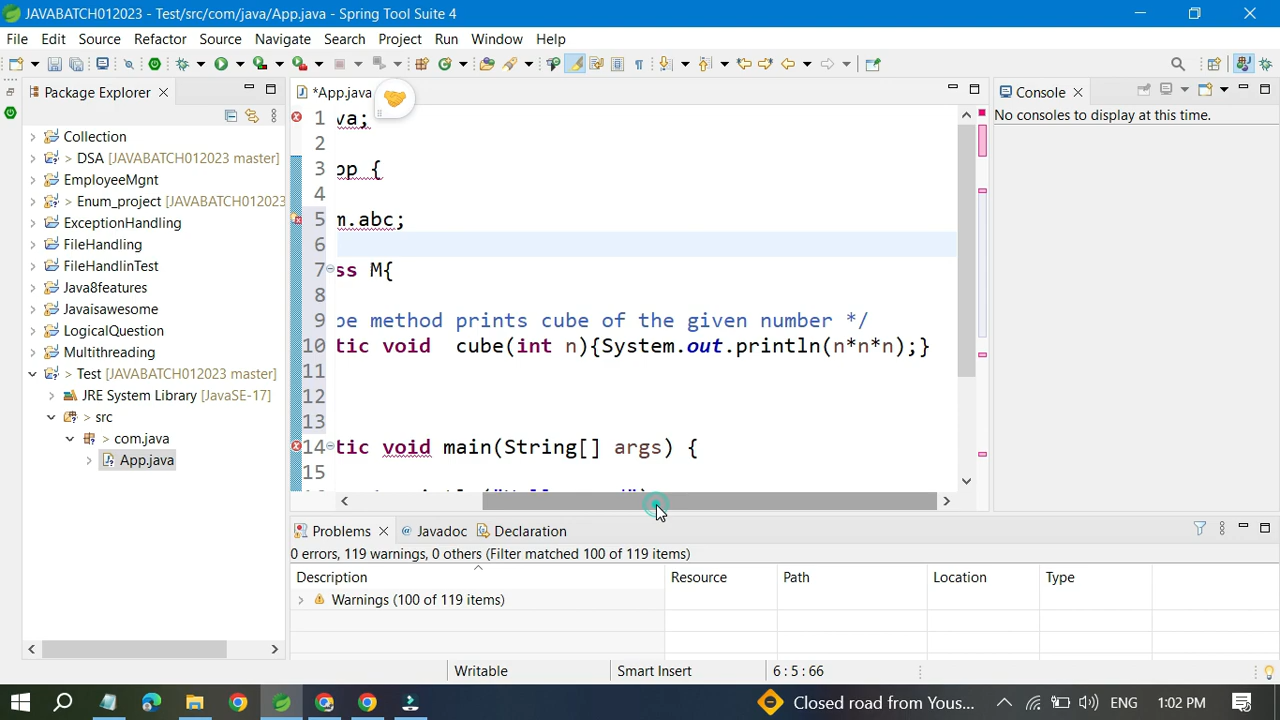 JAVABATCH012023 - Test/src/com/java/App.java - Spring Tool Suite 4
File Edit Source Refactor Source Navigate Search Project Run Window Help
Package Explorer
Collection
> DSA [JAVABATCH012023 master]
EmployeeMgnt
> Enum_project [JAVABATCH012023
ExceptionHandling
FileHandling
FileHandlinTest
Java8features
Javaisawesome
LogicalQuestion
Multithreading
> Test [JAVABATCH012023 master]
JRE System Library [JavaSE-17]
> src
> com.java
App.java
*App.java
1 va;
2
3 pp {
4
5 m.abc;
6
7 ss M{
8
9 be method prints cube of the given number */
10 tic void cube(int n){System.out.println(n*n*n);}
11
12
13
14 tic void main(String[] args) {
15
Console
No consoles to display at this time.
Problems Javadoc Declaration
0 errors, 119 warnings, 0 others (Filter matched 100 of 119 items)
Description Resource Path Location Type
Warnings (100 of 119 items)
Writable Smart Insert 6 : 5 : 66
Closed road from Yous... ENG 1:02 PM